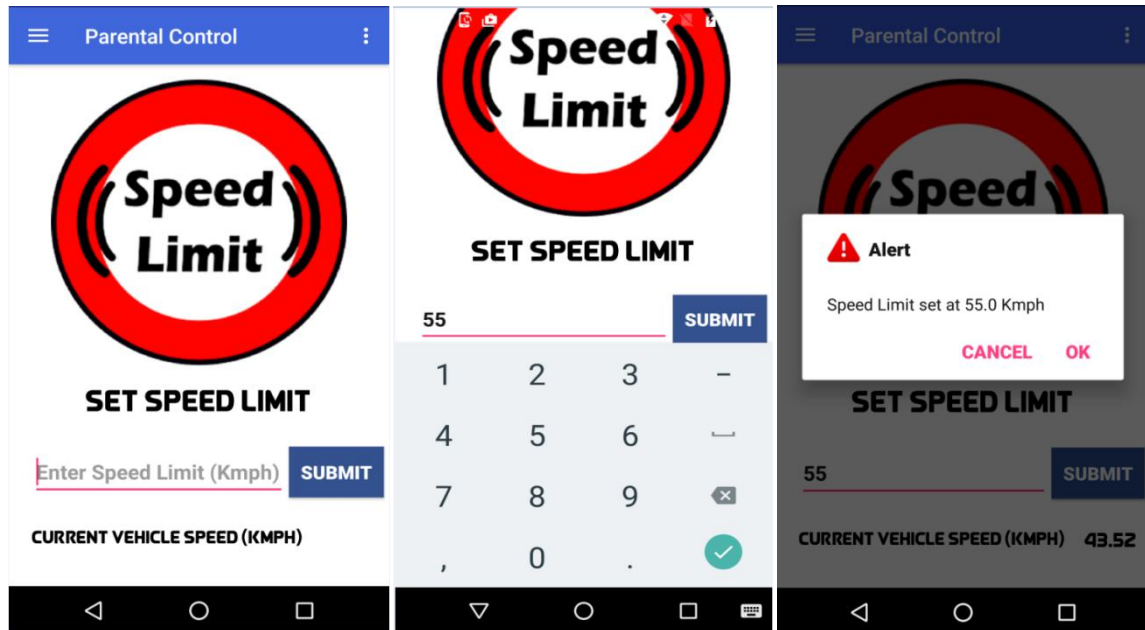 Parental Control
Speed
Limit
SET SPEED LIMIT
Enter Speed Limit (Kmph)
SUBMIT
CURRENT VEHICLE SPEED (KMPH)
Speed
Limit
SET SPEED LIMIT
55
SUBMIT
1 2 3 –
4 5 6
7 8 9
, 0 .
Parental Control
Speed
Alert
Speed Limit set at 55.0 Kmph
CANCEL OK
SET SPEED LIMIT
55
SUBMIT
CURRENT VEHICLE SPEED (KMPH) 43.52